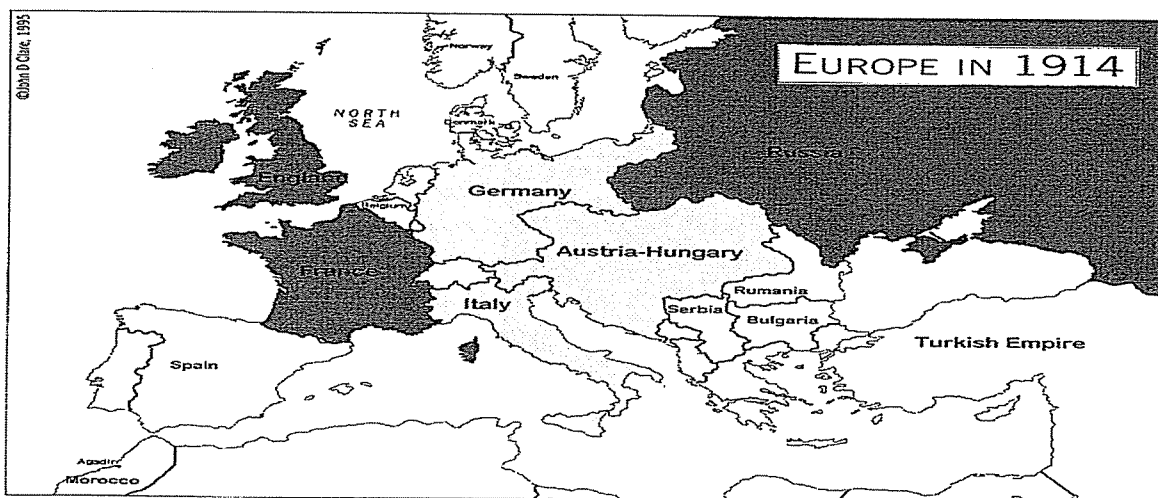 ©John D Clare, 1995
EUROPE IN 1914
Norway
Sweden
NORTH
SEA
Denmark
Russia
England
Germany
Belgium
Austria-Hungary
France
Italy
Rumania
Serbia
Bulgaria
Turkish Empire
Spain
Agadir
Morocco